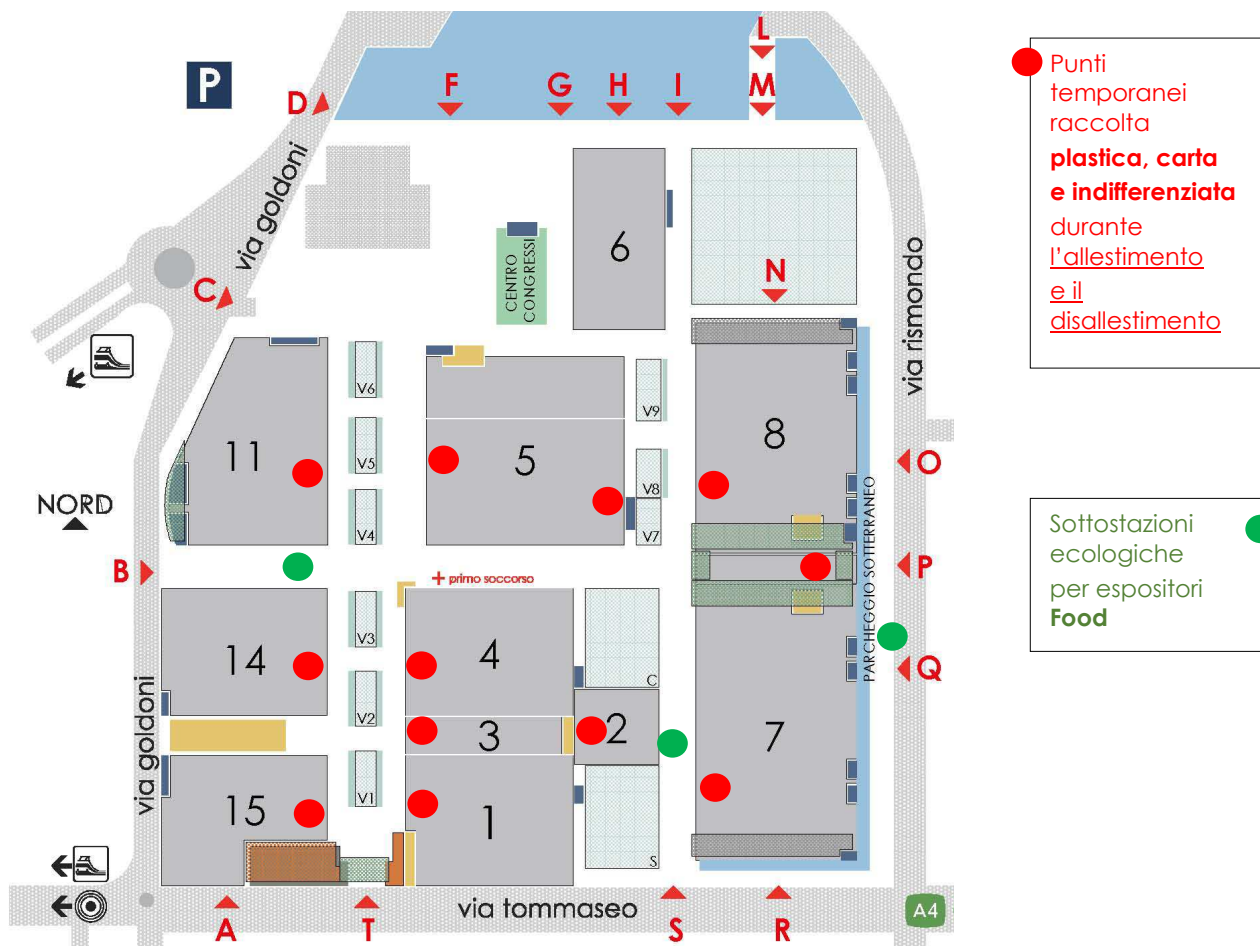 P
D
F
G
H
I
L
M
via goldoni
C
CENTRO
CONGRESSI
6
N
via rismondo
NORD
11
V6
V5
V4
5
V9
V8
V7
8
O
B
+ primo soccorso
P
PARCHEGGIO SOTTERRANEO
Q
14
V3
V2
V1
4
3
2
C
7
via goldoni
15
1
S
A
T
via tommaseo
S
R
A4
Punti
temporanei
raccolta
plastica, carta
e indifferenziata
durante
l'allestimento
e il
disallestimento
Sottostazioni
ecologiche
per espositori
Food